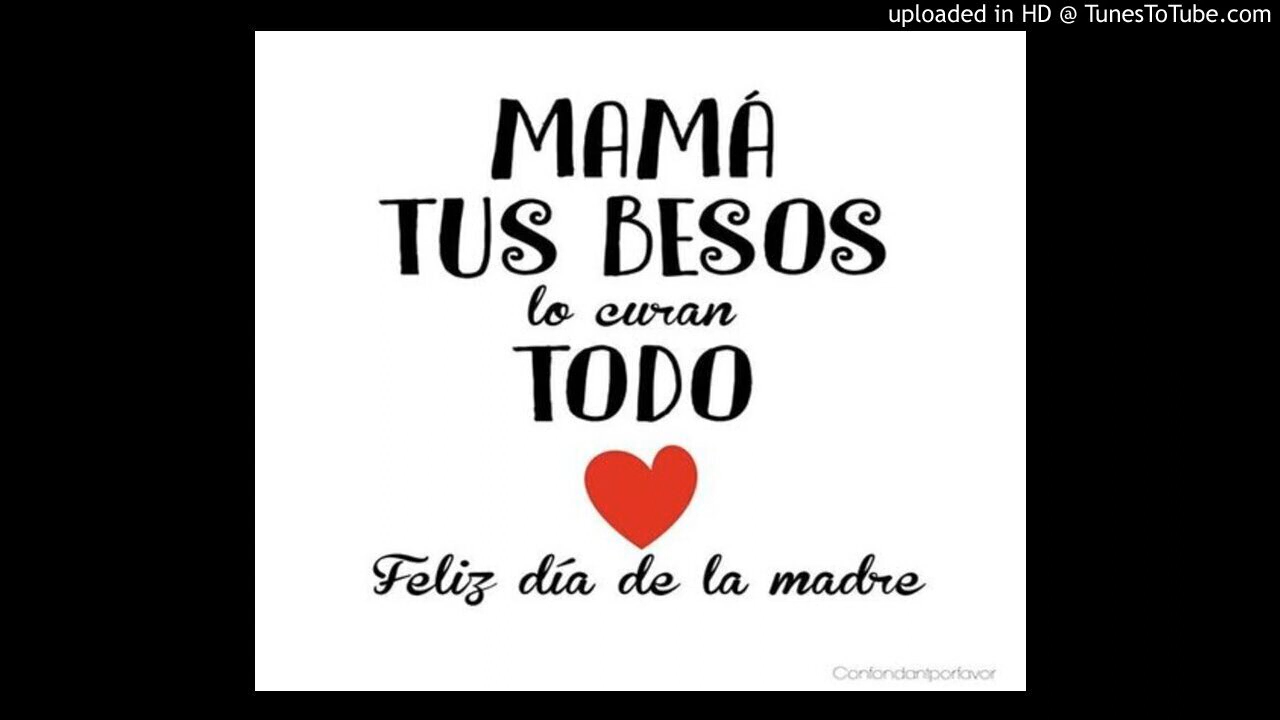 uploaded in HD @ TunesToTube.com
MAMÁ
TUS BESOS
lo curan
TODO
Feliz día de la madre
Confondantporfavor